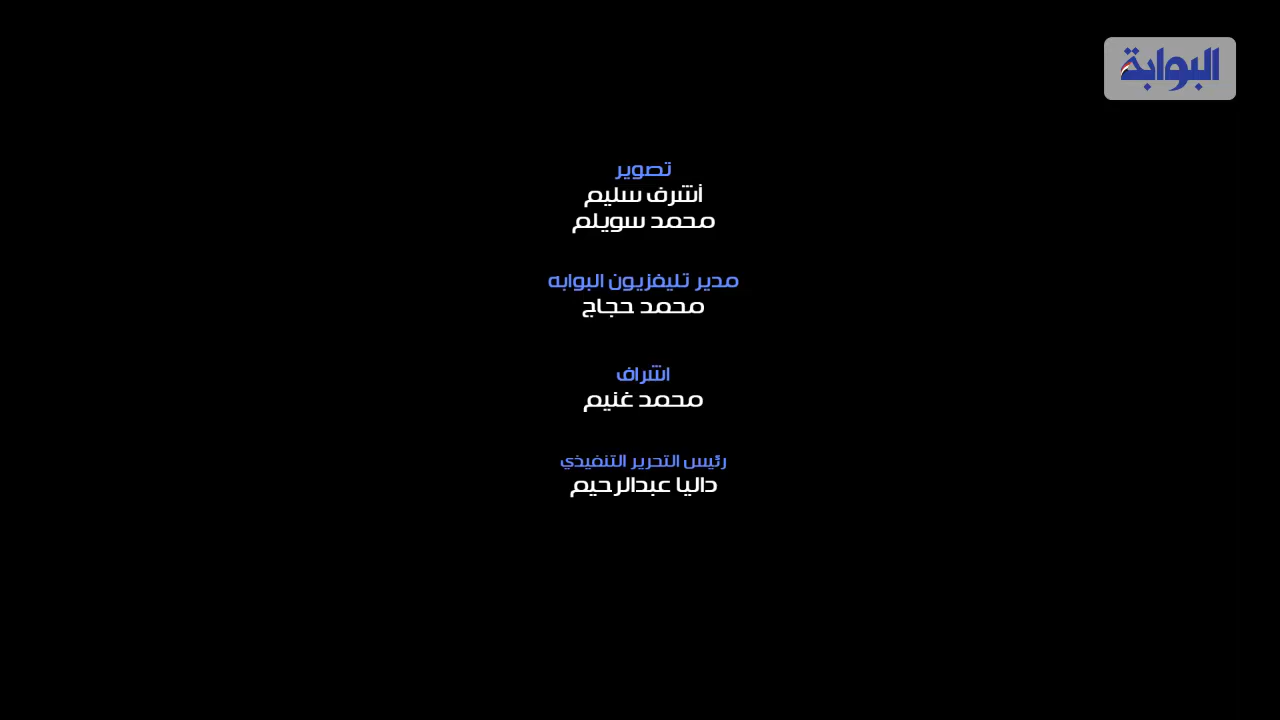 البوابة
تصوير
أشرف سليم
محمد سويلم
مدير تليفزيون البوابه
محمد حجاج
اشراف
محمد غنيم
رئيس التحرير التنفيذي
داليا عبدالرحيم